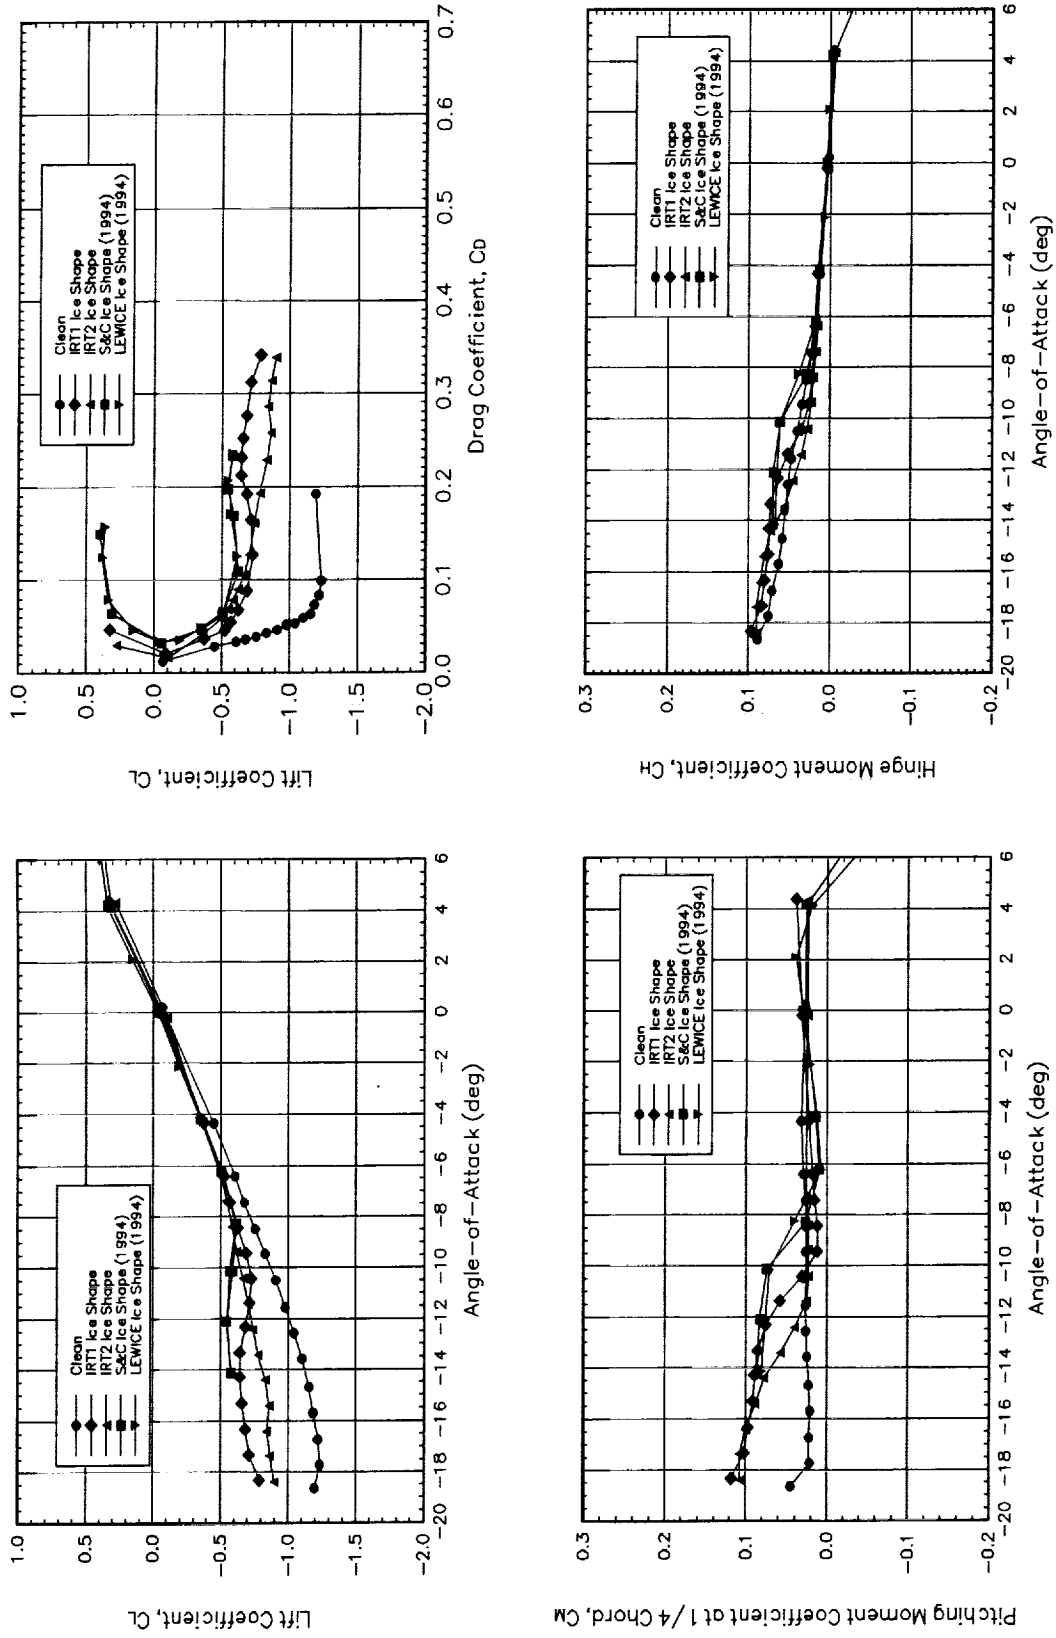 Lift Coefficient, CL
1.0
0.5
0.0
−0.5
−1.0
−1.5
−2.0
−20 −18 −16 −14 −12 −10 −8 −6 −4 −2 0 2 4 6
Angle−of−Attack (deg)
Clean
IRT1 Ice Shape
IRT2 Ice Shape
S&C Ice Shape (1994)
LEWICE Ice Shape (1994)
Lift Coefficient, CL
1.0
0.5
0.0
−0.5
−1.0
−1.5
−2.0
0.0 0.1 0.2 0.3 0.4 0.5 0.6 0.7
Drag Coefficient, CD
Clean
IRT1 Ice Shape
IRT2 Ice Shape
S&C Ice Shape (1994)
LEWICE Ice Shape (1994)
Pitching Moment Coefficient at 1/4 Chord, CM
0.3
0.2
0.1
0.0
−0.1
−0.2
−20 −18 −16 −14 −12 −10 −8 −6 −4 −2 0 2 4 6
Angle−of−Attack (deg)
Clean
IRT1 Ice Shape
IRT2 Ice Shape
S&C Ice Shape (1994)
LEWICE Ice Shape (1994)
Hinge Moment Coefficient, CH
0.3
0.2
0.1
0.0
−0.1
−0.2
−20 −18 −16 −14 −12 −10 −8 −6 −4 −2 0 2 4 6
Angle−of−Attack (deg)
Clean
IRT1 Ice Shape
IRT2 Ice Shape
S&C Ice Shape (1994)
LEWICE Ice Shape (1994)